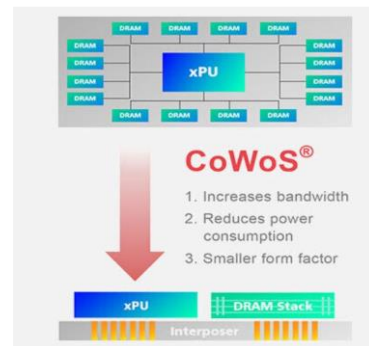 DRAM DRAM DRAM DRAM
DRAM DRAM
DRAM DRAM
xPU
DRAM DRAM
DRAM DRAM
DRAM DRAM DRAM DRAM
CoWoS®
1. Increases bandwidth
2. Reduces power
consumption
3. Smaller form factor
xPU DRAM Stack
Interposer